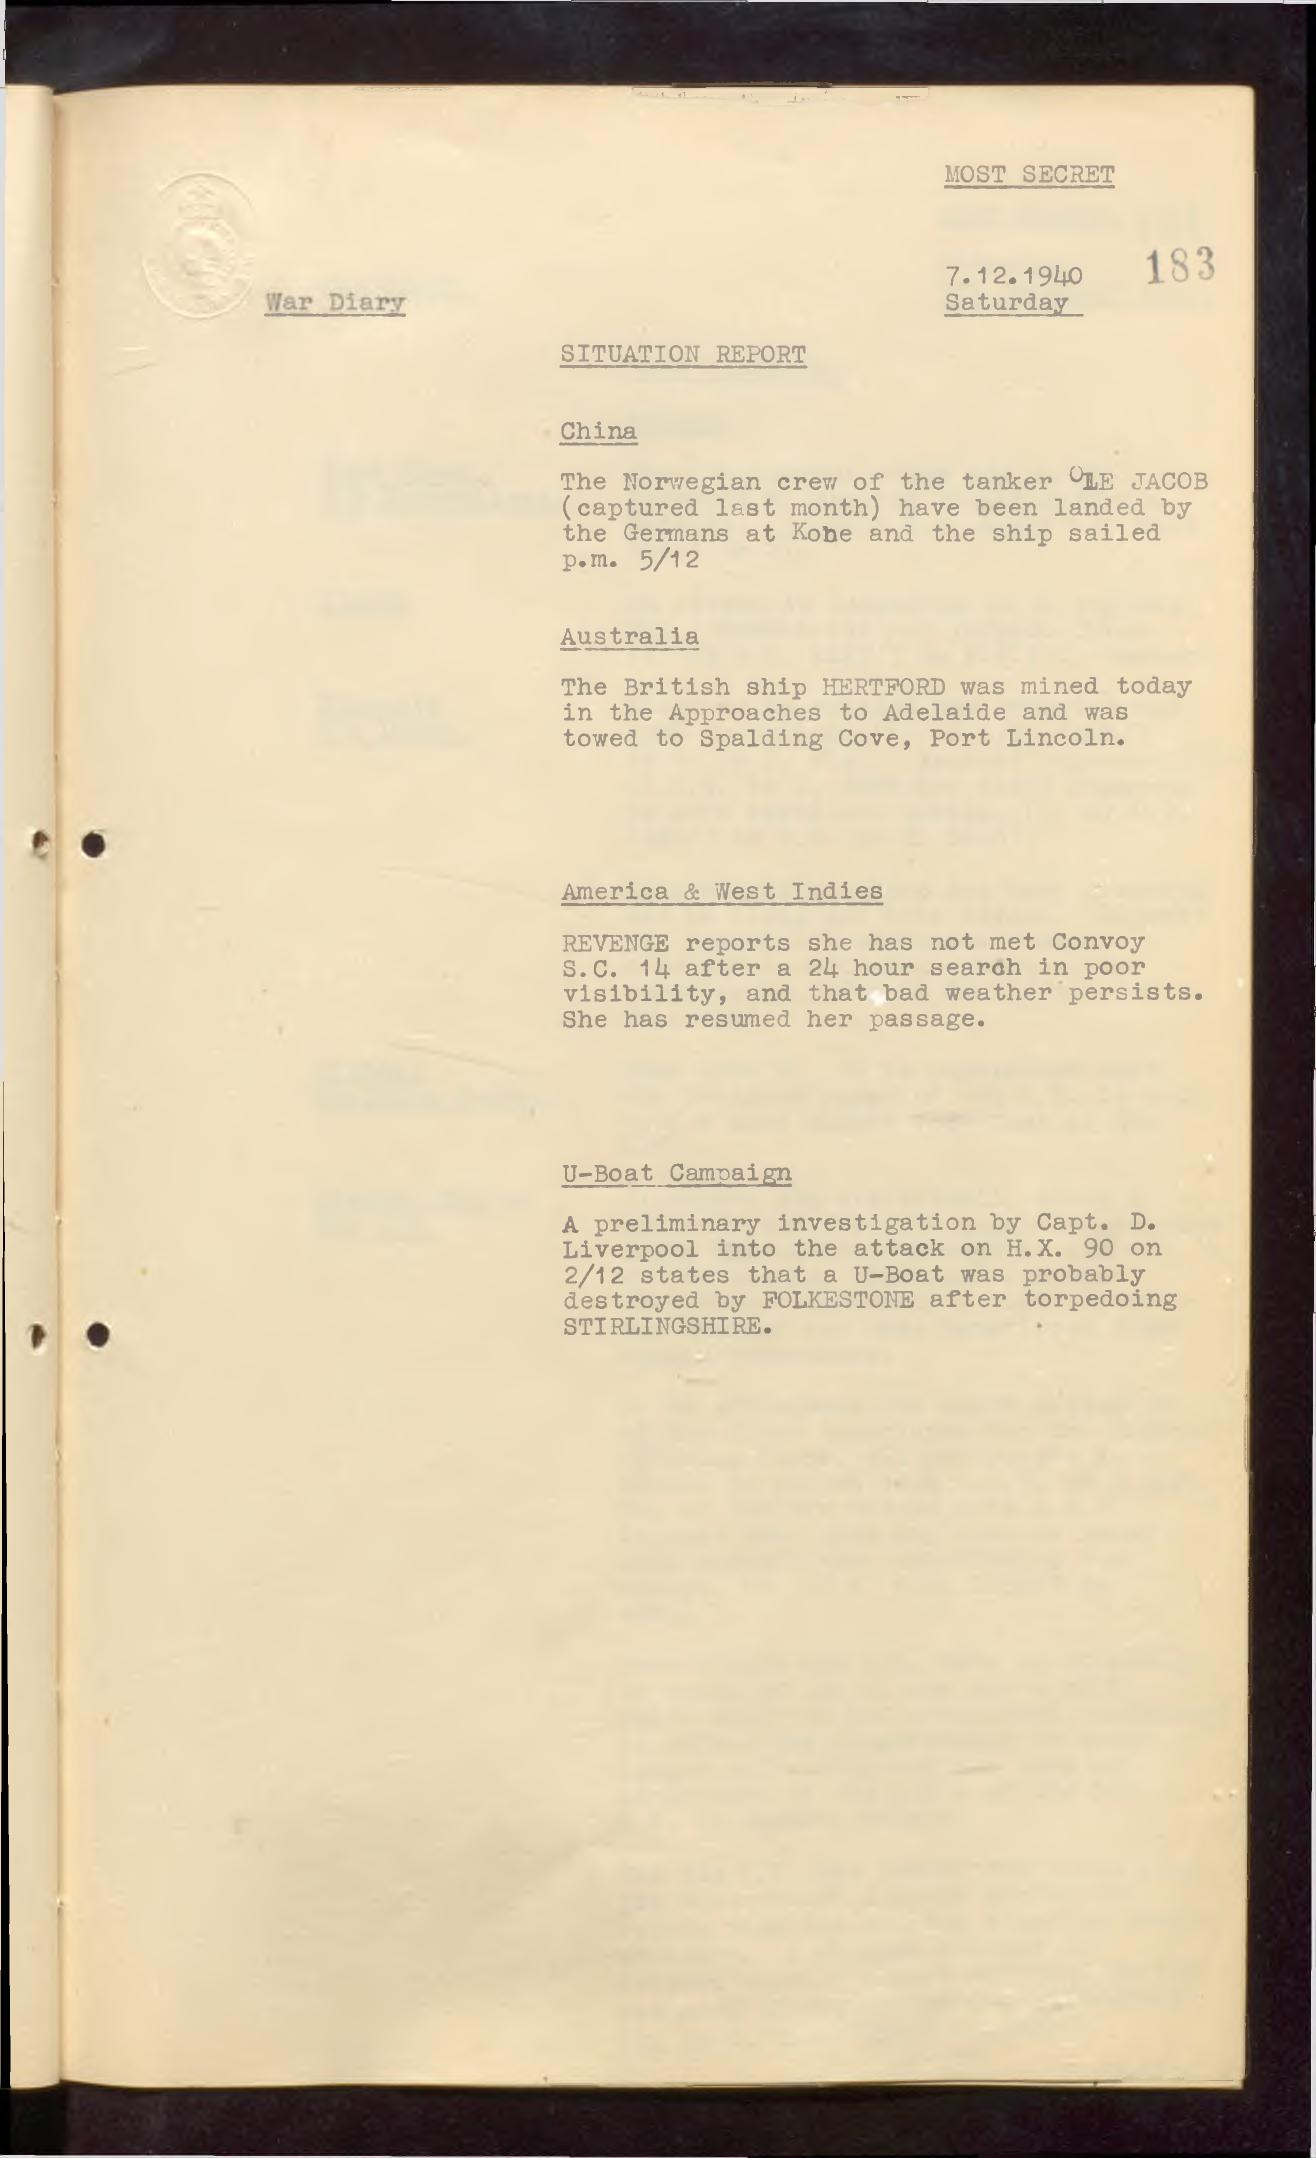 MOST SECRET
7.12.1940 183
War Diary Saturday
SITUATION REPORT
China
The Norwegian crew of the tanker OLE JACOB
(captured last month) have been landed by
the Germans at Kobe and the ship sailed
p.m. 5/12
Australia
The British ship HERTFORD was mined today
in the Approaches to Adelaide and was
towed to Spalding Cove, Port Lincoln.
America & West Indies
REVENGE reports she has not met Convoy
S.C. 14 after a 24 hour search in poor
visibility, and that bad weather persists.
She has resumed her passage.
U-Boat Campaign
A preliminary investigation by Capt. D.
Liverpool into the attack on H.X. 90 on
2/12 states that a U-Boat was probably
destroyed by FOLKESTONE after torpedoing
STIRLINGSHIRE.